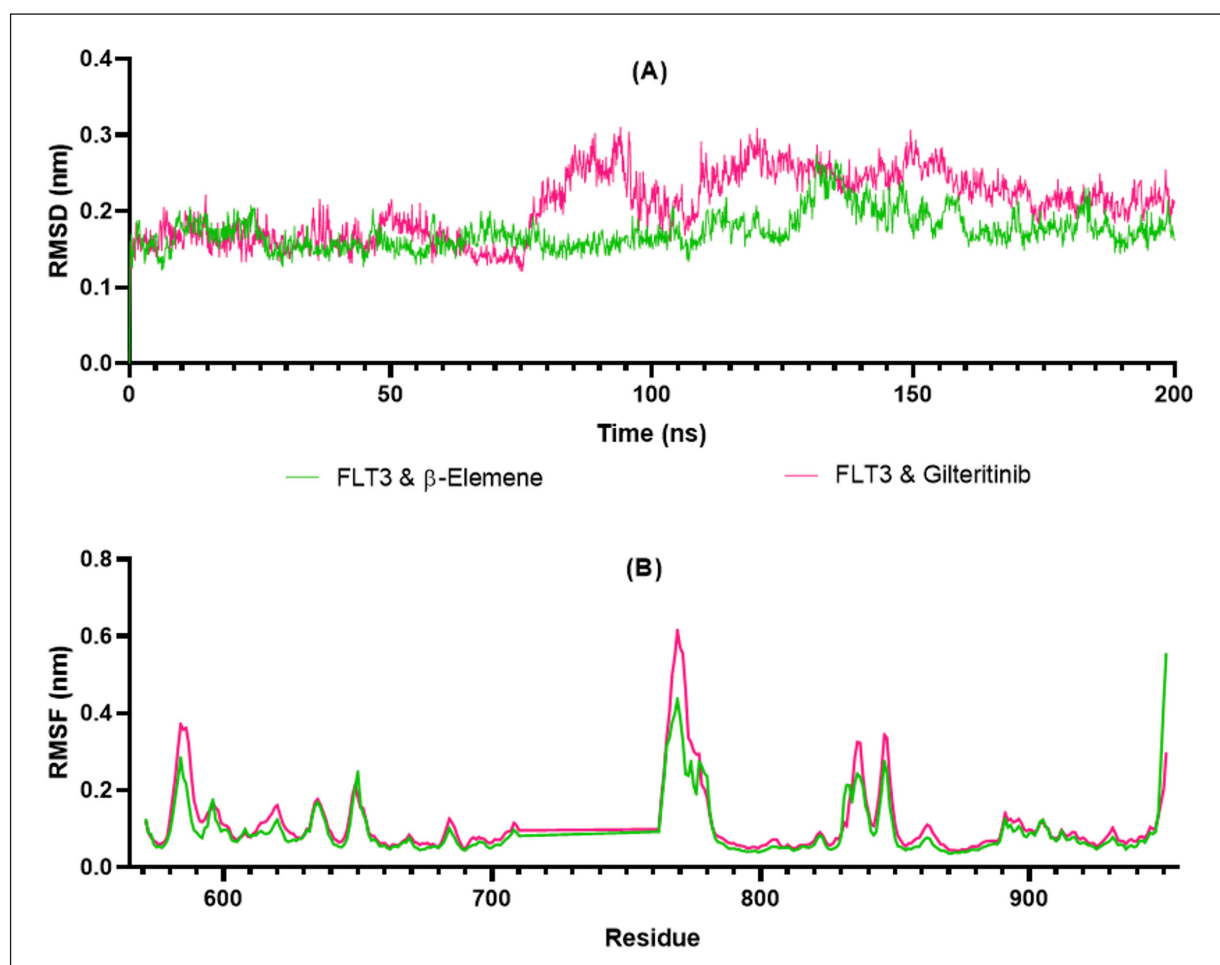 (A)
0.4
0.3
0.2
0.1
0.0
RMSD (nm)
0 50 100 150 200
Time (ns)
FLT3 & β-Elemene FLT3 & Gilteritinib
(B)
0.8
0.6
0.4
0.2
0.0
RMSF (nm)
600 700 800 900
Residue